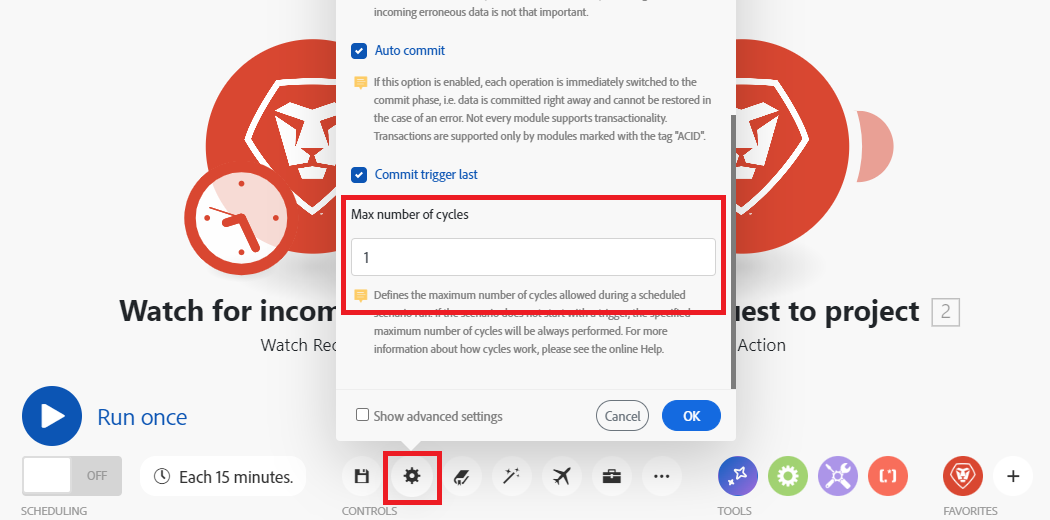 incoming erroneous data is not that important.
Auto commit
If this option is enabled, each operation is immediately switched to the
commit phase, i.e. data is committed right away and cannot be restored in
the case of an error. Not every module supports transactionality.
Transactions are supported only by modules marked with the tag "ACID".
Commit trigger last
Max number of cycles
1
Defines the maximum number of cycles allowed during a scheduled
scenario run. If the scenario does not start with a trigger, the specified
maximum number of cycles will be always performed. For more
information about how cycles work, please see the online Help.
Watch for incom
uest to project 2
Watch Rec
Action
Show advanced settings
Cancel
OK
Run once
OFF
Each 15 minutes.
SCHEDULING
CONTROLS
TOOLS
FAVORITES